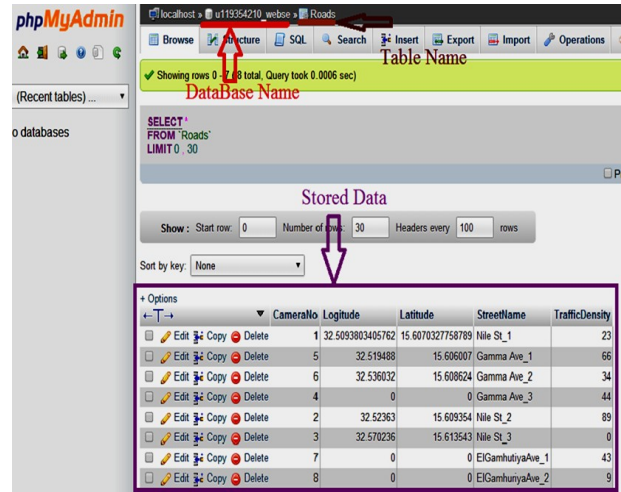 phpMyAdmin
localhost » u119354210_webse » Roads
Browse Structure SQL Search Insert Export Import Operations
Table Name
Showing rows 0 - 7 (8 total, Query took 0.0006 sec)
DataBase Name
(Recent tables) ...
o databases
SELECT *
FROM `Roads`
LIMIT 0 , 30
P
Stored Data
Show : Start row: 0 Number of rows: 30 Headers every 100 rows
Sort by key: None
+ Options
←T→ CameraNo Logitude Latitude StreetName TrafficDensity
Edit Copy Delete 1 32.5093803405762 15.6070327758789 Nile St_1 23
Edit Copy Delete 5 32.519488 15.606007 Gamma Ave_1 66
Edit Copy Delete 6 32.536032 15.608624 Gamma Ave_2 34
Edit Copy Delete 4 0 0 Gamma Ave_3 44
Edit Copy Delete 2 32.52363 15.609354 Nile St_2 89
Edit Copy Delete 3 32.570236 15.613543 Nile St_3 0
Edit Copy Delete 7 0 0 ElGamhutiyaAve_1 43
Edit Copy Delete 8 0 0 ElGamhuriyaAve_2 9